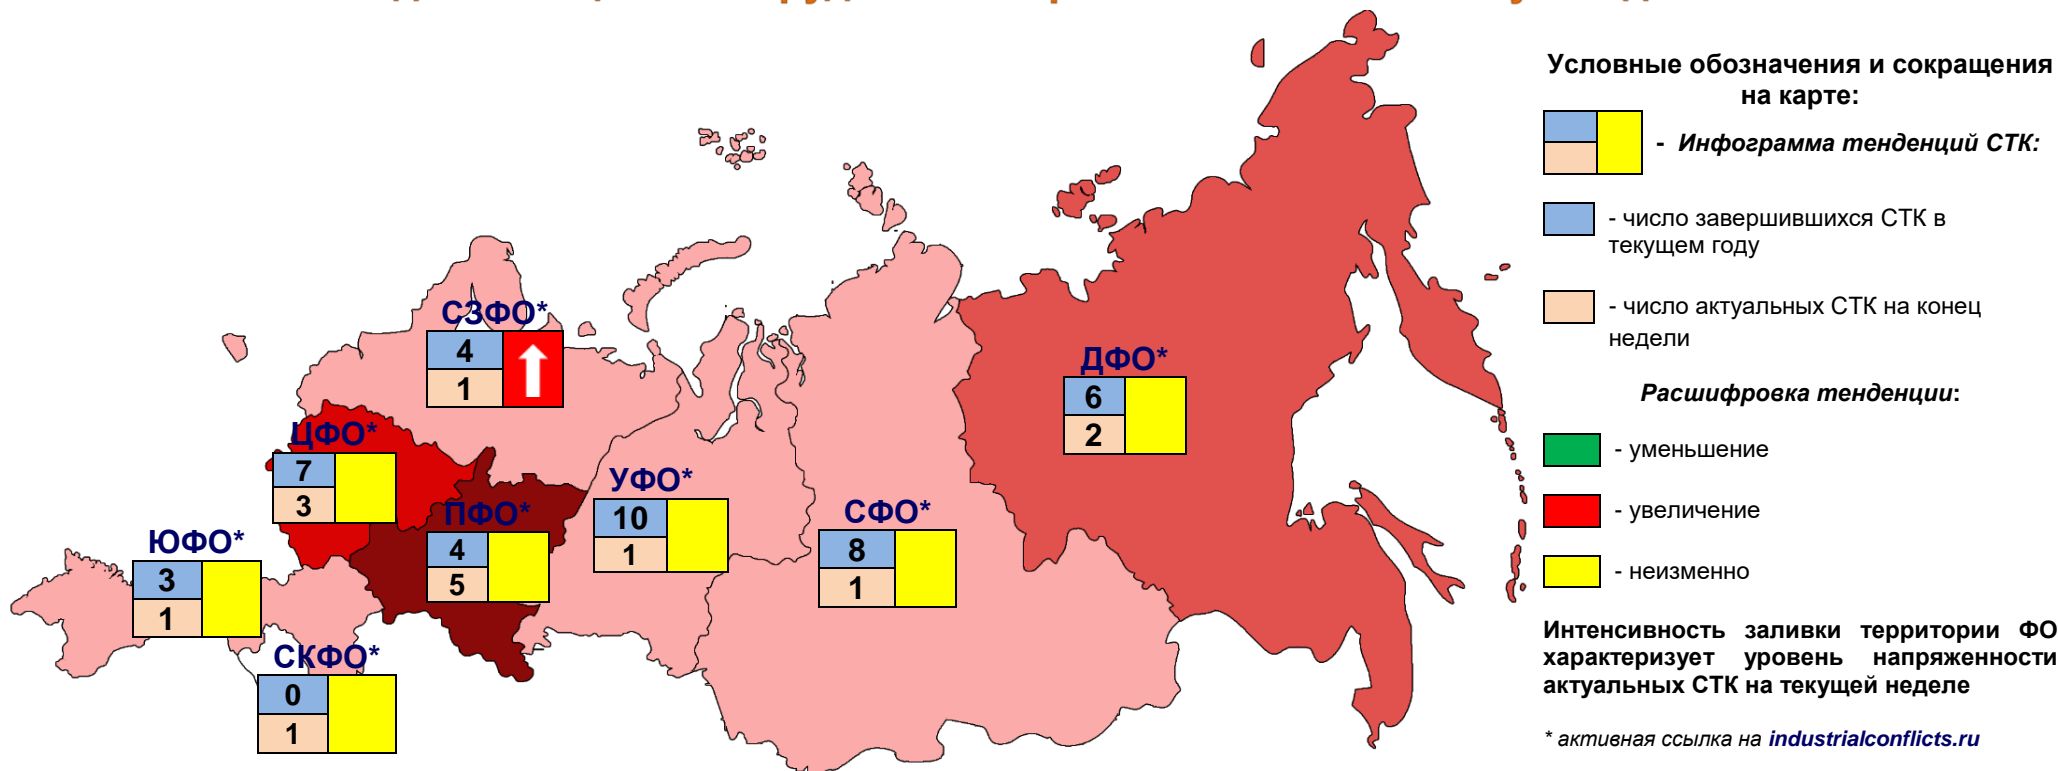 СЗФО*
4
1
ЦФО*
7
3
ПФО*
4
5
УФО*
10
1
СФО*
8
1
ДФО*
6
2
ЮФО*
3
1
СКФО*
0
1
Условные обозначения и сокращения
на карте:
- Инфограмма тенденций СТК:
- число завершившихся СТК в
текущем году
- число актуальных СТК на конец
недели
Расшифровка тенденции:
- уменьшение
- увеличение
- неизменно
Интенсивность заливки территории ФО
характеризует уровень напряженности
актуальных СТК на текущей неделе
* активная ссылка на industrialconflicts.ru